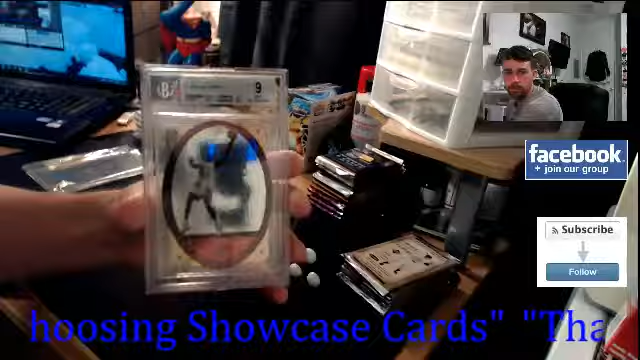 9
facebook
+ join our group
Subscribe
Follow
hoosing Showcase Cards" "Tha